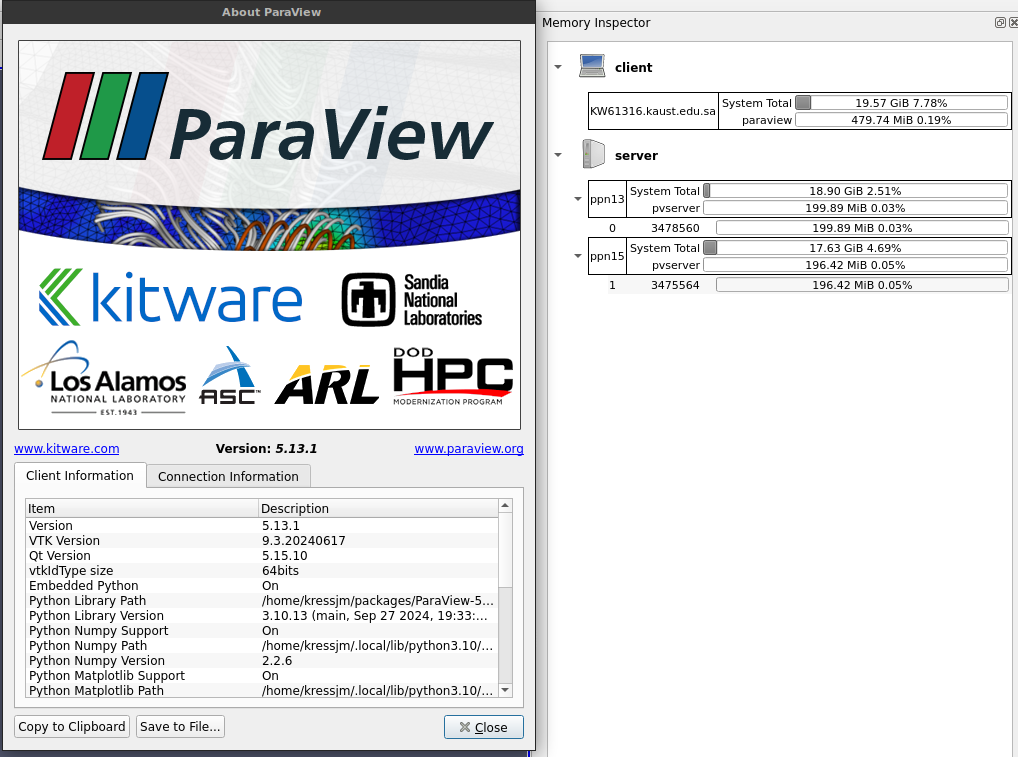 About ParaView
ParaView
kitware
Sandia
National
Laboratories
Los Alamos
NATIONAL LABORATORY
EST.1943
ASC™
ARL
DOD
HPC
MODERNIZATION PROGRAM
www.kitware.com Version: 5.13.1 www.paraview.org
Client Information Connection Information
Item Description
Version 5.13.1
VTK Version 9.3.20240617
Qt Version 5.15.10
vtkIdType size 64bits
Embedded Python On
Python Library Path /home/kressjm/packages/ParaView-5...
Python Library Version 3.10.13 (main, Sep 27 2024, 19:33:...
Python Numpy Support On
Python Numpy Path /home/kressjm/.local/lib/python3.10/...
Python Numpy Version 2.2.6
Python Matplotlib Support On
Python Matplotlib Path /home/kressjm/.local/lib/python3.10/...
Copy to Clipboard Save to File... Close
Memory Inspector
client
KW61316.kaust.edu.sa
System Total 19.57 GiB 7.78%
paraview 479.74 MiB 0.19%
server
ppn13
System Total 18.90 GiB 2.51%
pvserver 199.89 MiB 0.03%
0 3478560 199.89 MiB 0.03%
ppn15
System Total 17.63 GiB 4.69%
pvserver 196.42 MiB 0.05%
1 3475564 196.42 MiB 0.05%